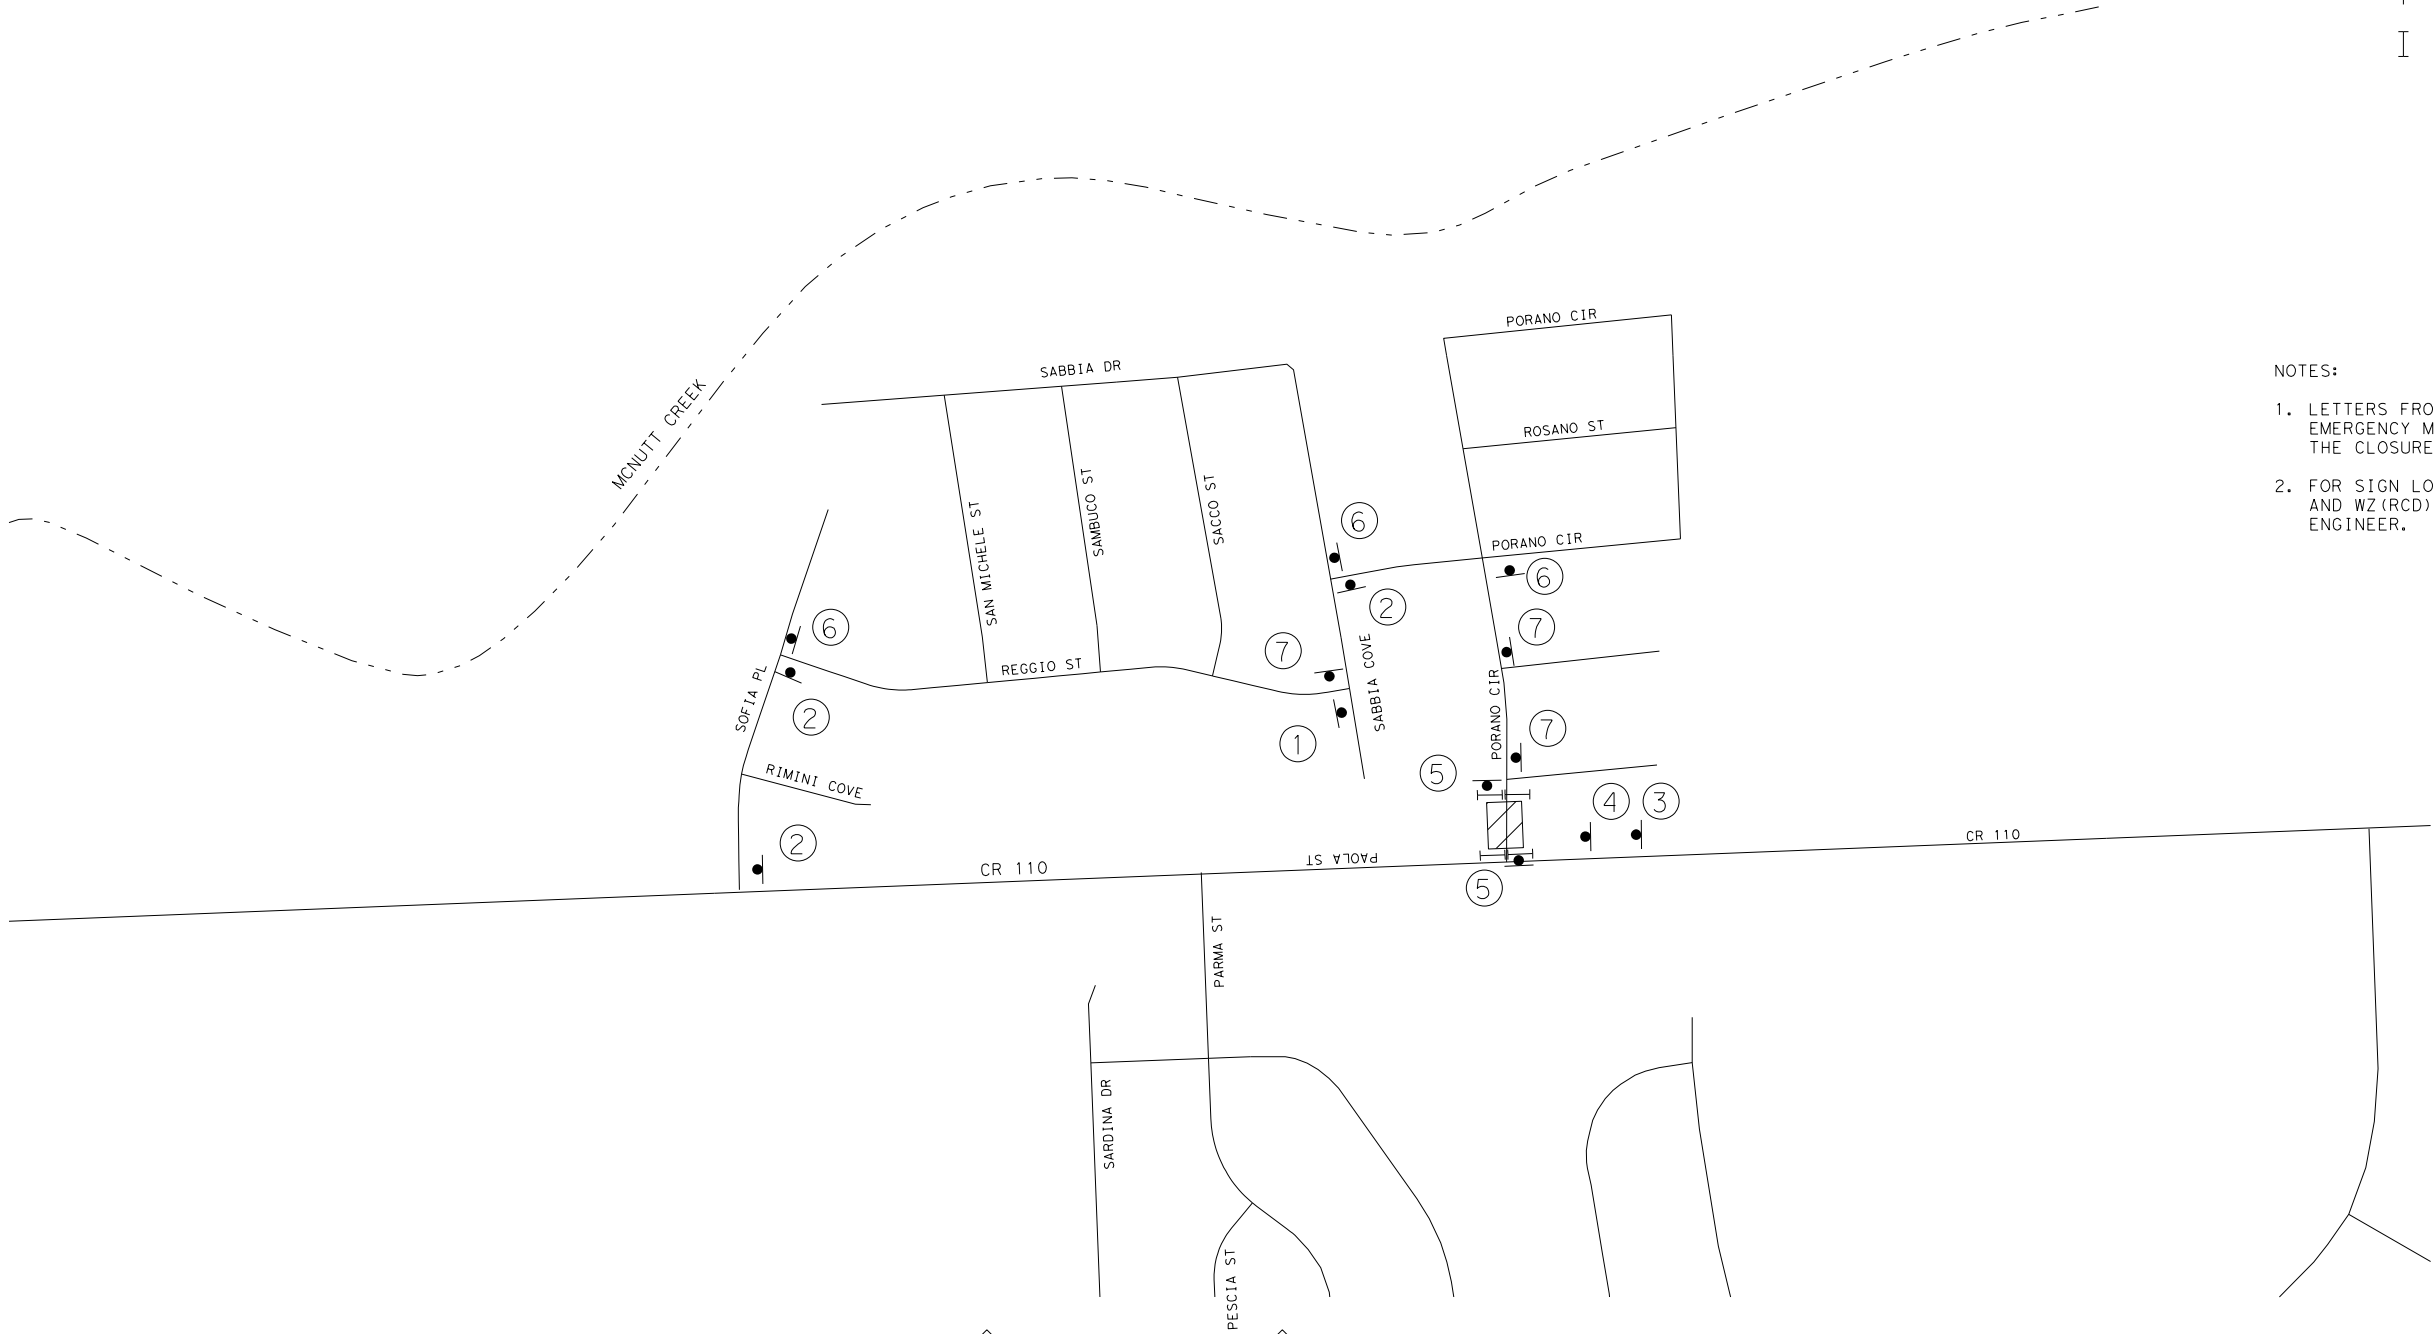 I
PORANO CIR
SABBIA DR
MCNUTT CREEK
ROSANO ST
NOTES:
1. LETTERS FRO
EMERGENCY M
THE CLOSURE
2. FOR SIGN LO
AND WZ(RCD)
ENGINEER.
SAN MICHELE ST
SAMBUCO ST
SACCO ST
6
PORANO CIR
6
2
6
7
7
REGGIO ST
SABBIA COVE
SOFIA PL
2
1
PORANO CIR
7
5
RIMINI COVE
4
3
2
CR 110
PAOLA ST
CR 110
5
PARMA ST
SARDINA DR
PESCIA ST